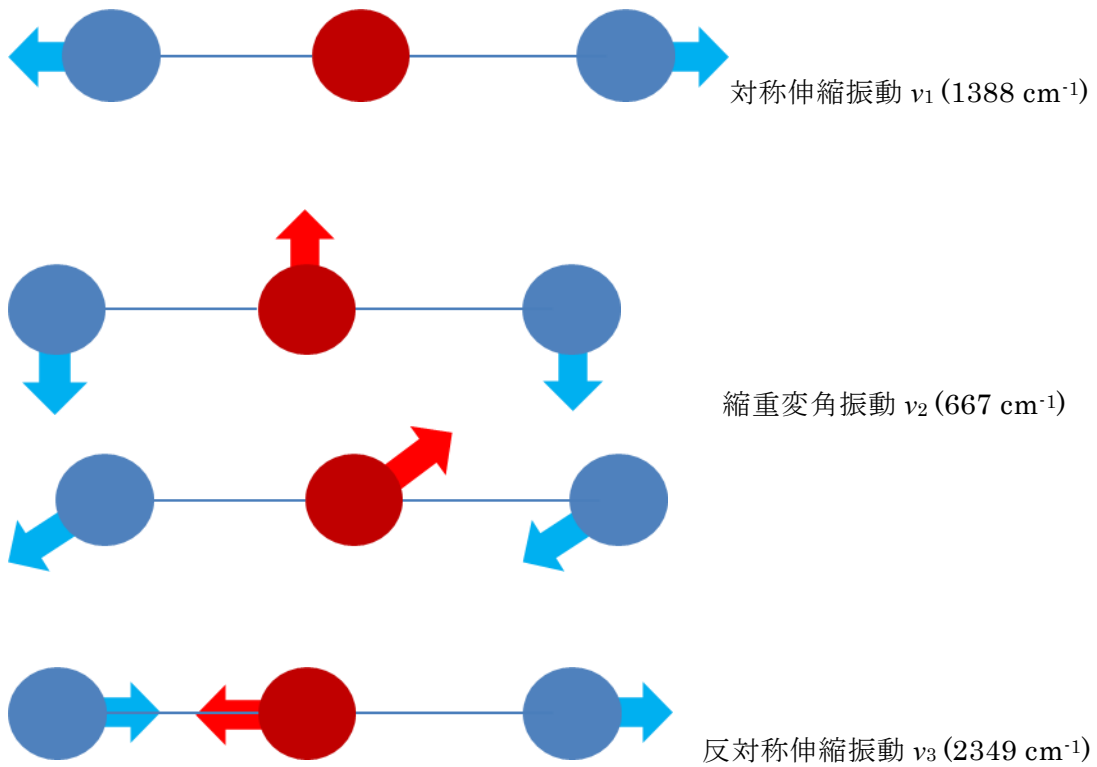 対称伸縮振動 ν₁ (1388 cm⁻¹)
縮重変角振動 ν₂ (667 cm⁻¹)
反対称伸縮振動 ν₃ (2349 cm⁻¹)